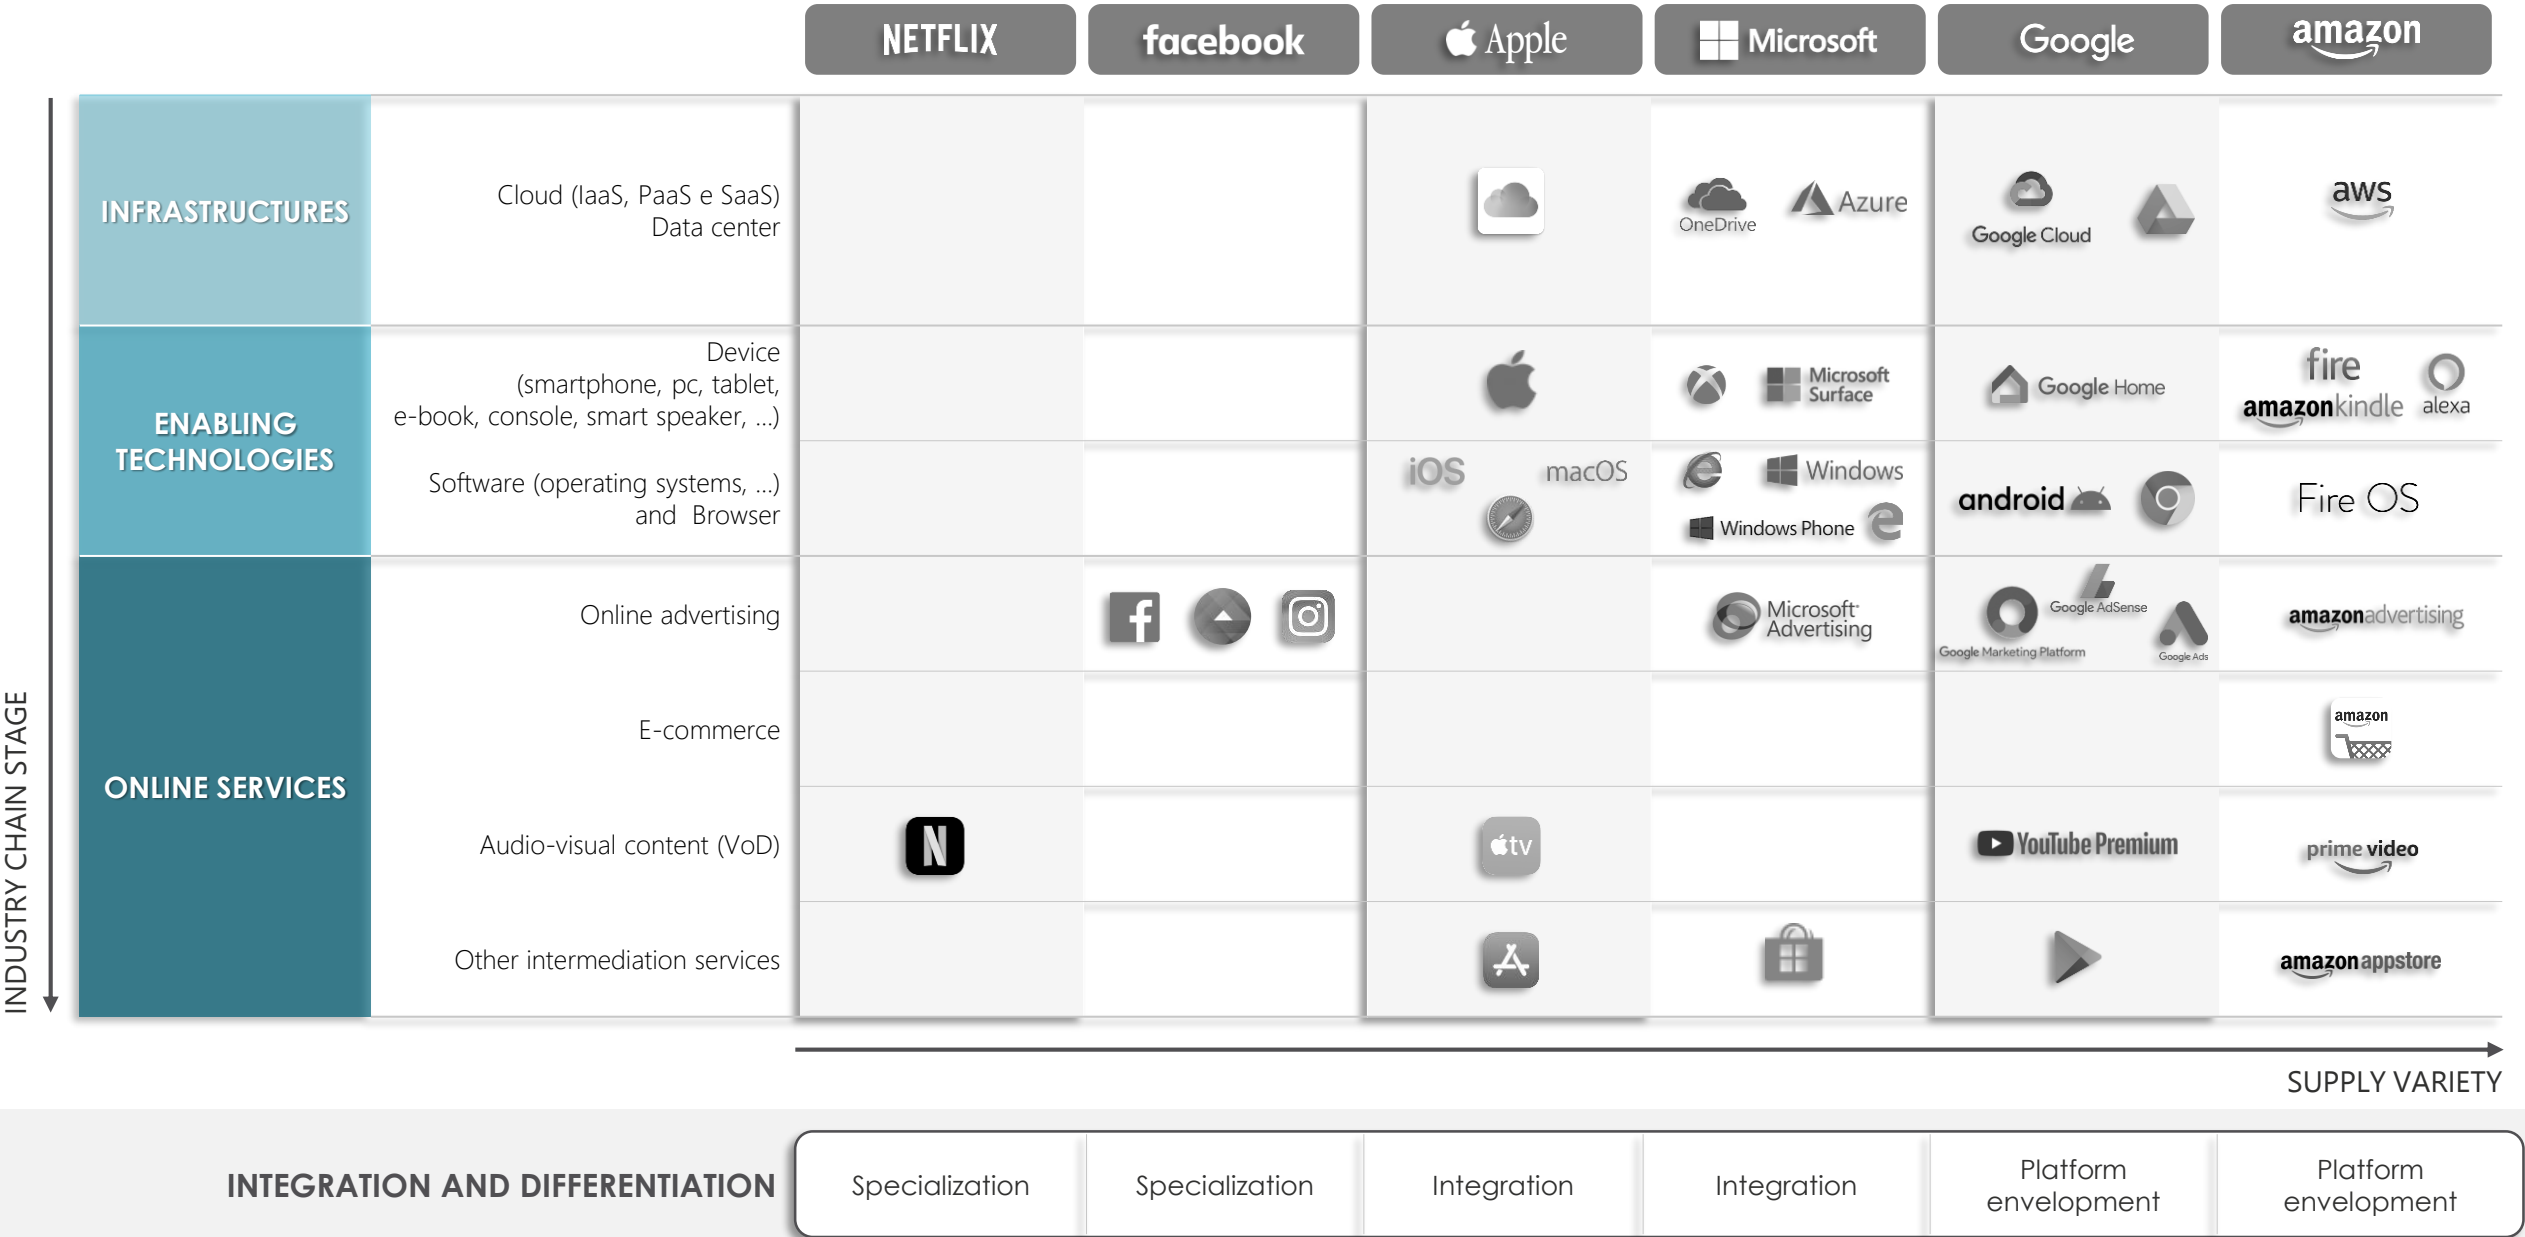 NETFLIX
facebook
Apple
Microsoft
Google
amazon
INFRASTRUCTURES
Cloud (IaaS, PaaS e SaaS)
Data center
OneDrive
Azure
Google Cloud
aws
ENABLING
TECHNOLOGIES
Device
(smartphone, pc, tablet,
e-book, console, smart speaker, ...)
Microsoft
Surface
Google Home
fire
amazonkindle
alexa
Software (operating systems, ...)
and Browser
iOS
macOS
Windows
Windows Phone
android
Fire OS
ONLINE SERVICES
Online advertising
Microsoft
Advertising
Google Marketing Platform
Google AdSense
Google Ads
amazonadvertising
E-commerce
amazon
Audio-visual content (VoD)
N
tv
YouTube Premium
prime video
Other intermediation services
amazon appstore
INDUSTRY CHAIN STAGE
SUPPLY VARIETY
INTEGRATION AND DIFFERENTIATION
Specialization
Specialization
Integration
Integration
Platform
envelopment
Platform
envelopment